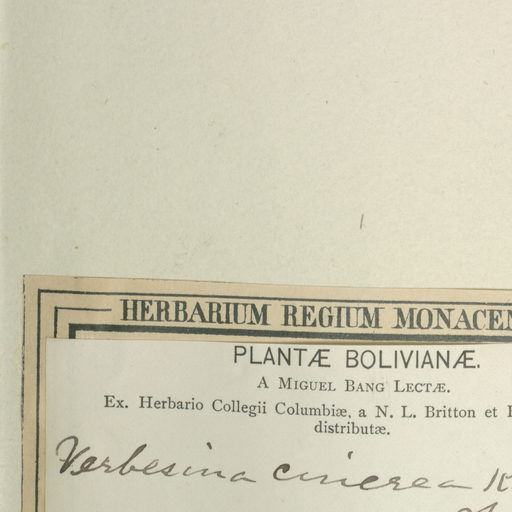 HERBARIUM REGIUM MONACEN
PLANTÆ BOLIVIANÆ.
A MIGUEL BANG LECTÆ.
Ex. Herbario Collegii Columbiæ, a N. L. Britton et
distributæ.
Verbesina cinerea